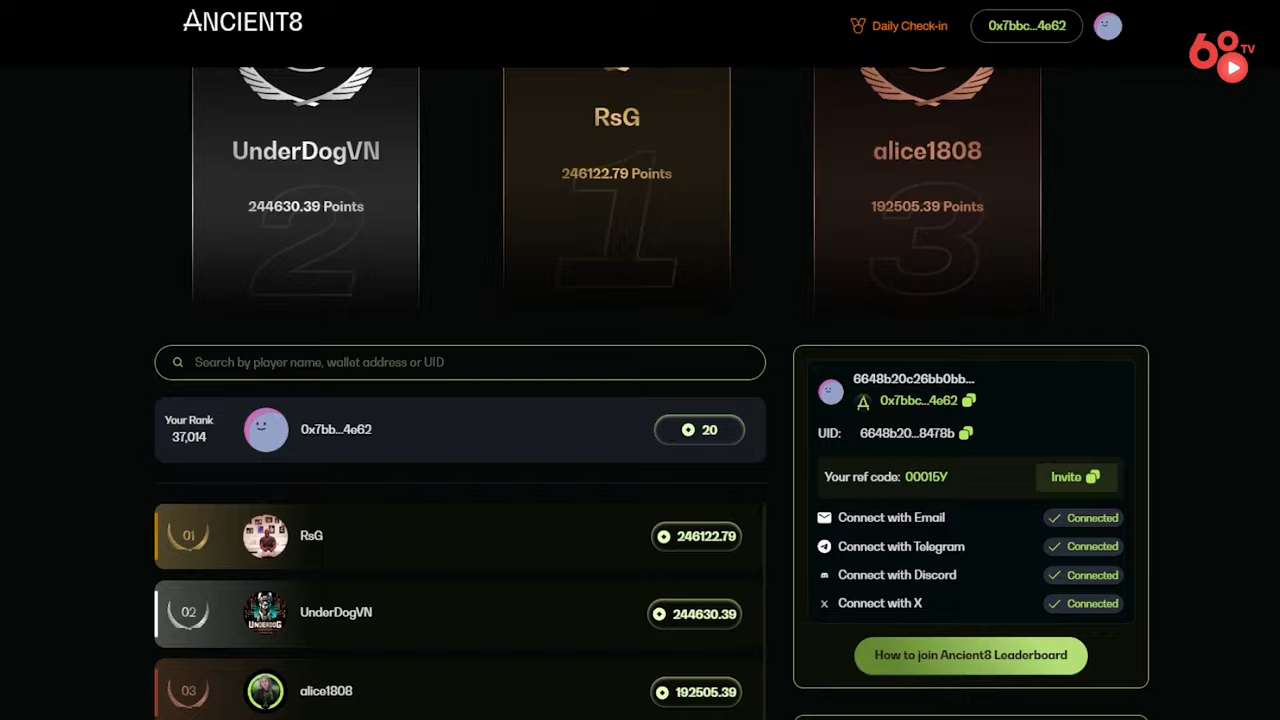 ANCIENT8
Daily Check-in
0x7bbc...4e62
68 TV
RsG
246122.79 Points
1
UnderDogVN
244630.39 Points
2
alice1808
192505.39 Points
3
Search by player name, wallet address or UID
Your Rank
37,014
0x7bb...4e62
20
01
RsG
246122.79
02
UnderDogVN
244630.39
03
alice1808
192505.39
6648b20c26bb0bb...
0x7bbc...4e62
UID: 6648b20...8478b
Your ref code: 00015Y
Invite
Connect with Email
Connected
Connect with Telegram
Connected
Connect with Discord
Connected
Connect with X
Connected
How to join Ancient8 Leaderboard